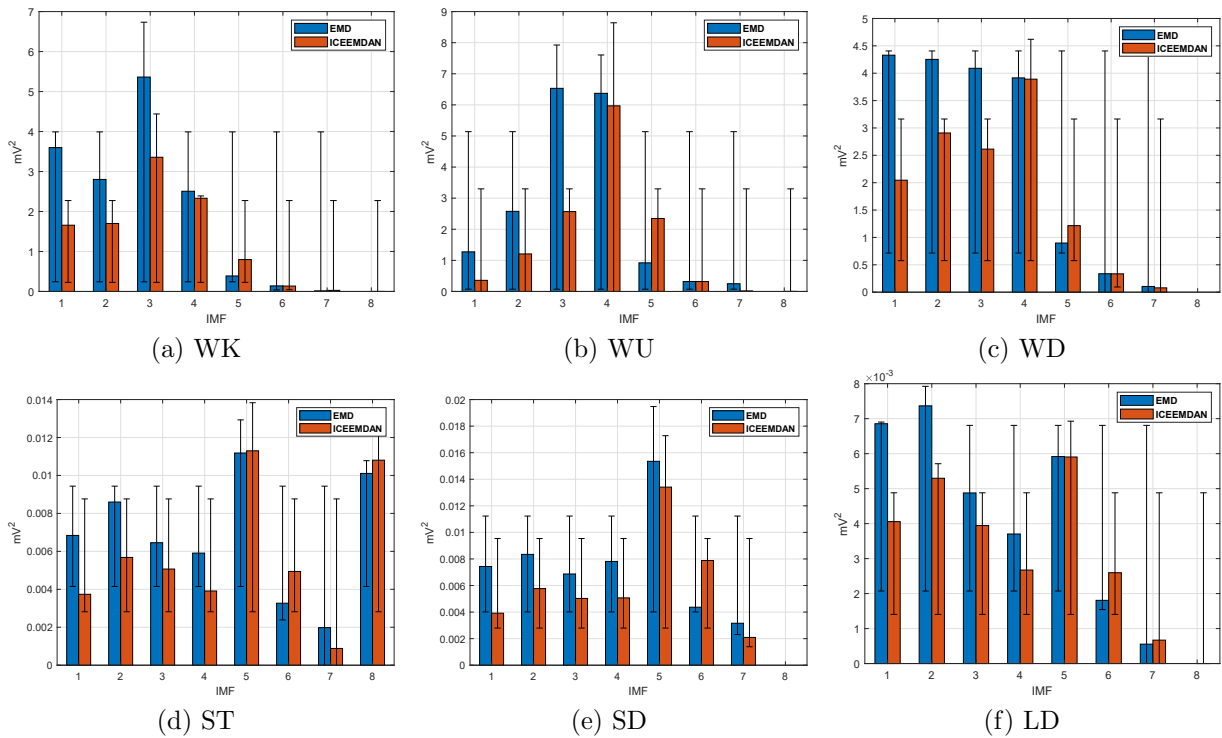 7
6
5
4
3
2
1
0
mV²
EMD
ICEEMDAN
1 2 3 4 5 6 7 8
IMF
(a) WK
9
8
7
6
5
4
3
2
1
0
mV²
EMD
ICEEMDAN
1 2 3 4 5 6 7 8
IMF
(b) WU
5
4.5
4
3.5
3
2.5
2
1.5
1
0.5
0
mV²
EMD
ICEEMDAN
1 2 3 4 5 6 7 8
IMF
(c) WD
0.014
0.012
0.01
0.008
0.006
0.004
0.002
0
mV²
EMD
ICEEMDAN
1 2 3 4 5 6 7 8
IMF
(d) ST
0.02
0.018
0.016
0.014
0.012
0.01
0.008
0.006
0.004
0.002
0
mV²
EMD
ICEEMDAN
1 2 3 4 5 6 7 8
IMF
(e) SD
×10⁻³
8
7
6
5
4
3
2
1
0
mV²
EMD
ICEEMDAN
1 2 3 4 5 6 7 8
IMF
(f) LD